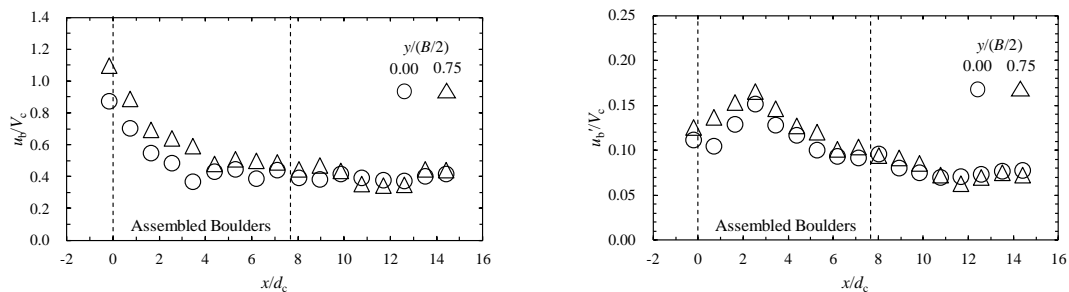 1.4
1.2
1.0
0.8
0.6
0.4
0.2
0.0
u_b/V_c
y/(B/2)
0.00 0.75
Assembled Boulders
-2 0 2 4 6 8 10 12 14 16
x/d_c
0.25
0.20
0.15
0.10
0.05
0.00
u_b'/V_c
y/(B/2)
0.00 0.75
Assembled Boulders
-2 0 2 4 6 8 10 12 14 16
x/d_c